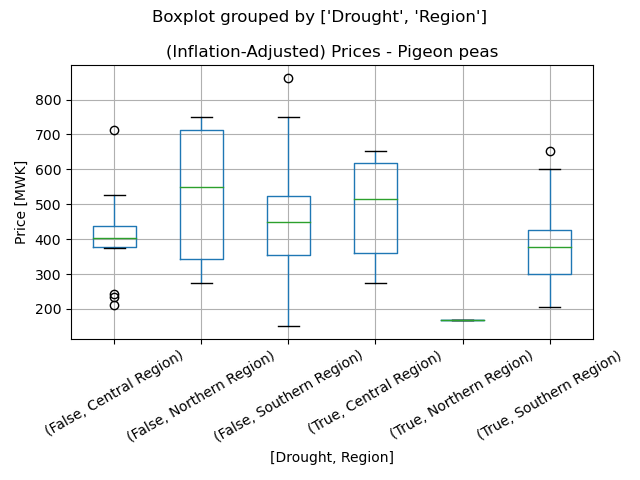 Boxplot grouped by ['Drought', 'Region']
(Inflation-Adjusted) Prices - Pigeon peas
800
700
600
500
400
300
200
Price [MWK]
(False, Central Region)
(False, Northern Region)
(False, Southern Region)
(True, Central Region)
(True, Northern Region)
(True, Southern Region)
[Drought, Region]